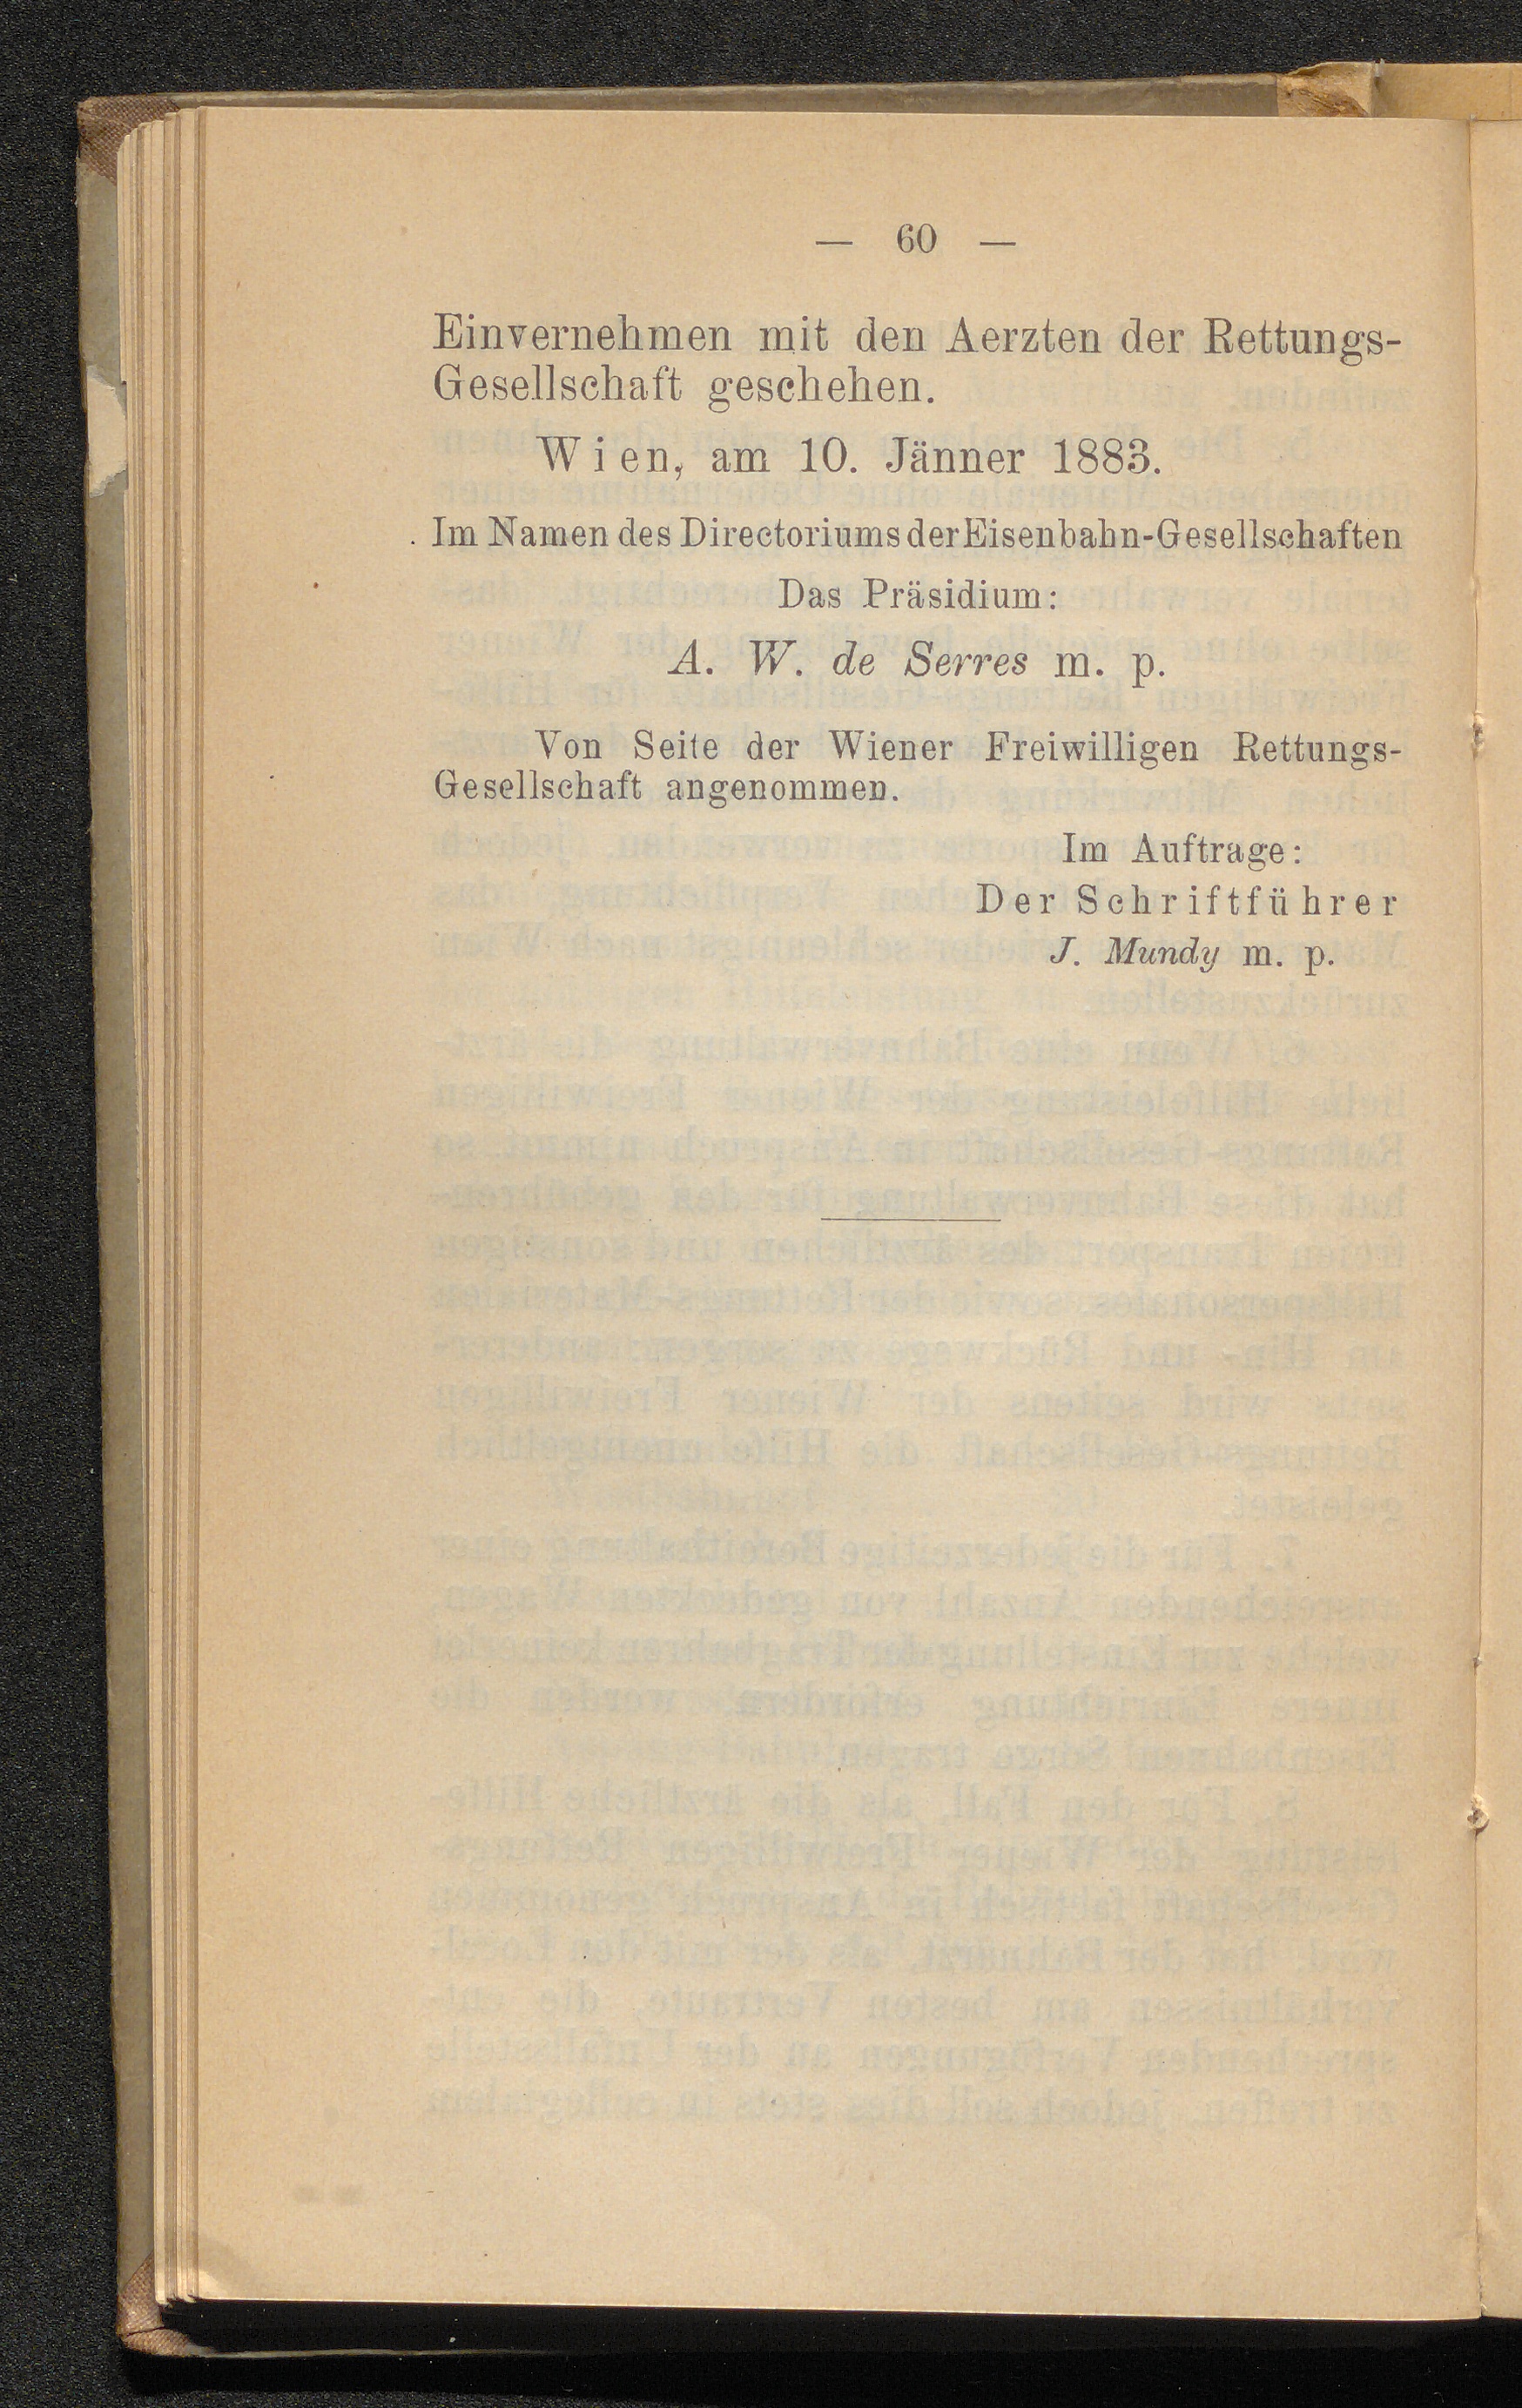 — 60 —
Einvernehmen mit den Aerzten der Rettungs-
Gesellschaft geschehen.
Wien, am 10. Jänner 1883.
Im Namen des Directoriums der Eisenbahn-Gesellschaften
Das Präsidium:
A. W. de Serres m. p.
Von Seite der Wiener Freiwilligen Rettungs-
Gesellschaft angenommen.
Im Auftrage:
Der Schriftführer
J. Mundy m. p.